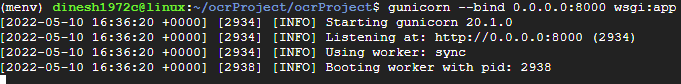 (menv) dinesh1972c@linux:~/ocrProject/ocrProject$ gunicorn --bind 0.0.0.0:8000 wsgi:app
[2022-05-10 16:36:20 +0000] [2934] [INFO] Starting gunicorn 20.1.0
[2022-05-10 16:36:20 +0000] [2934] [INFO] Listening at: http://0.0.0.0:8000 (2934)
[2022-05-10 16:36:20 +0000] [2934] [INFO] Using worker: sync
[2022-05-10 16:36:20 +0000] [2938] [INFO] Booting worker with pid: 2938